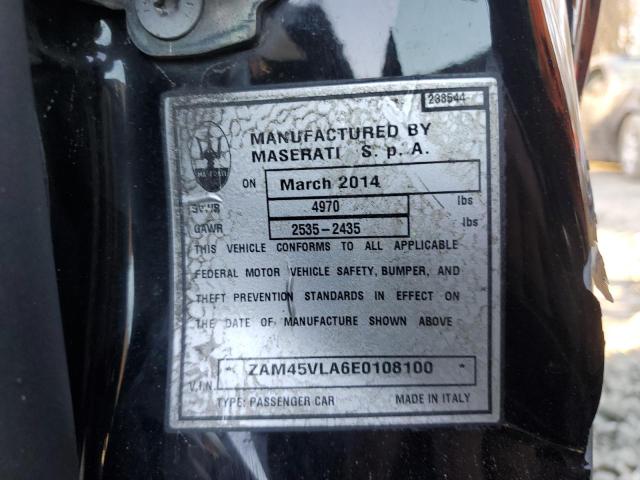 238544
MASERATI
MANUFACTURED BY
MASERATI S. p. A.
ON March 2014
GVWR 4970 lbs
GAWR 2535-2435 lbs
THIS VEHICLE CONFORMS TO ALL APPLICABLE
FEDERAL MOTOR VEHICLE SAFETY, BUMPER, AND
THEFT PREVENTION STANDARDS IN EFFECT ON
THE DATE OF MANUFACTURE SHOWN ABOVE
V.I.N. * ZAM45VLA6E0108100 *
TYPE: PASSENGER CAR MADE IN ITALY